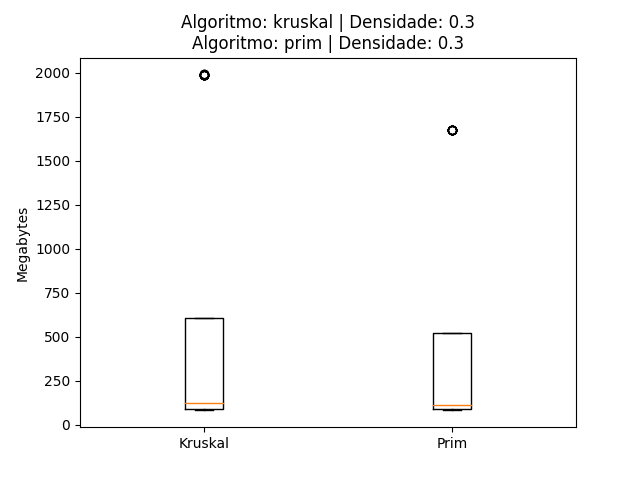 Algoritmo: kruskal | Densidade: 0.3
Algoritmo: prim | Densidade: 0.3
Megabytes
2000
1750
1500
1250
1000
750
500
250
0
Kruskal
Prim